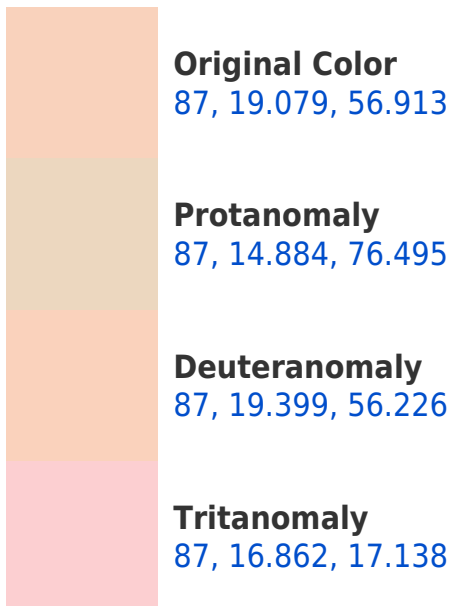 Original Color
87, 19.079, 56.913
Protanomaly
87, 14.884, 76.495
Deuteranomaly
87, 19.399, 56.226
Tritanomaly
87, 16.862, 17.138